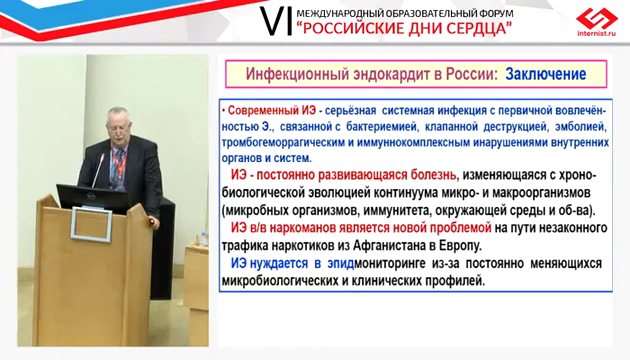 VI МЕЖДУНАРОДНЫЙ ОБРАЗОВАТЕЛЬНЫЙ ФОРУМ
“РОССИЙСКИЕ ДНИ СЕРДЦА”
internist.ru
Инфекционный эндокардит в России: Заключение
• Современный ИЭ - серьёзная системная инфекция с первичной вовлечён-
ностью Э., связанной с бактериемией, клапанной деструкцией, эмболией,
тромбогеморрагическим и иммуннокомплексным инарушениями внутренних
органов и систем.
ИЭ - постоянно развивающаяся болезнь, изменяющаяся с хроно-
биологической эволюцией континуума микро- и макроорганизмов
(микробных организмов, иммунитета, окружающей среды и об-ва).
ИЭ в/в наркоманов является новой проблемой на пути незаконного
трафика наркотиков из Афганистана в Европу.
ИЭ нуждается в эпидмониторинге из-за постоянно меняющихся
микробиологических и клинических профилей.